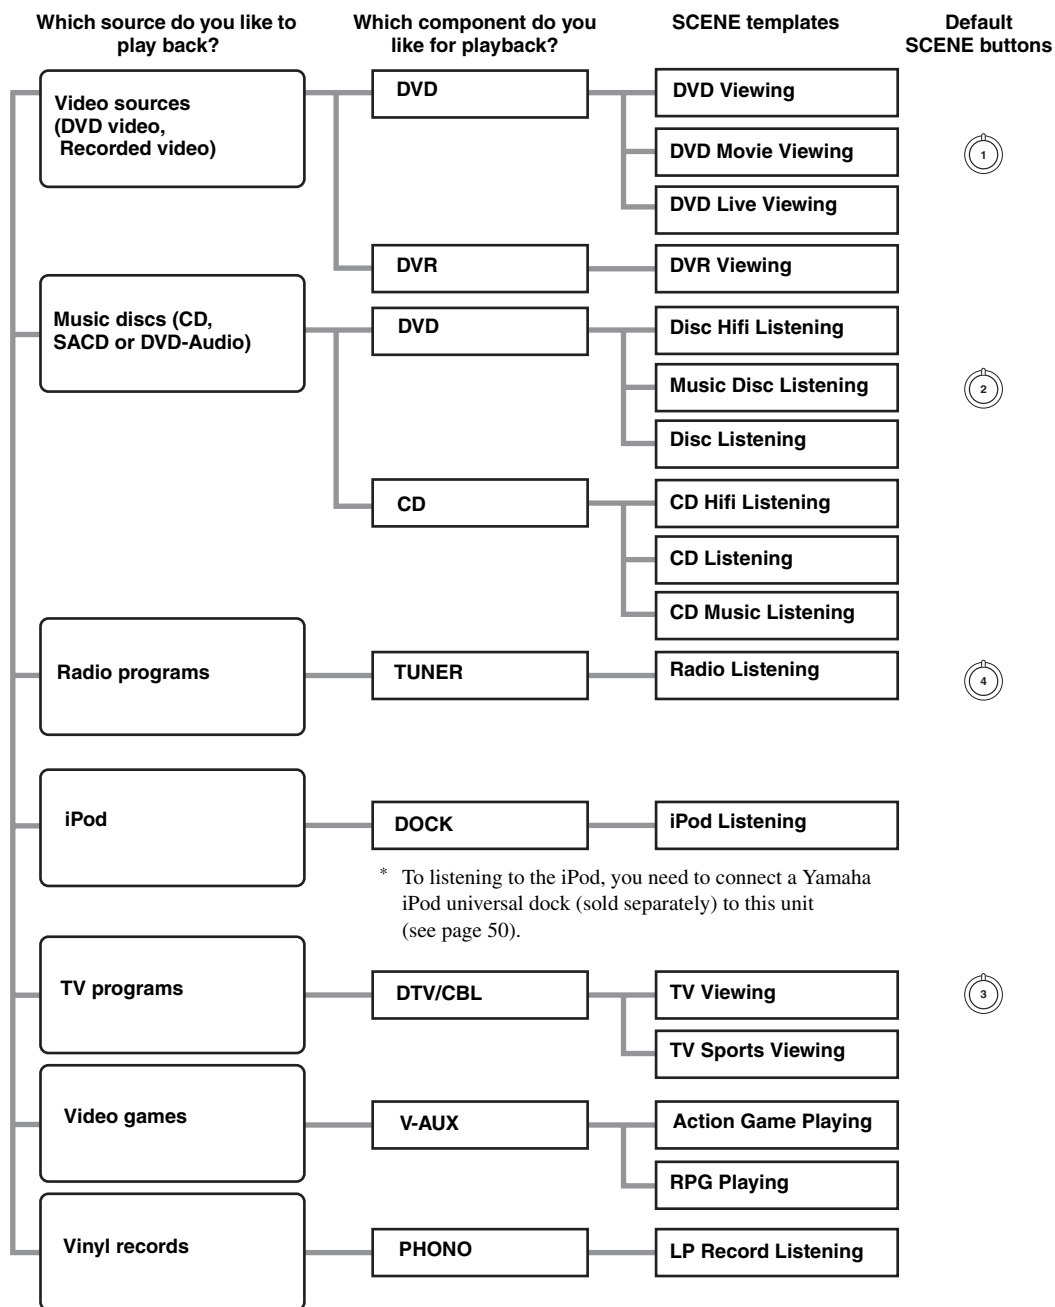 Which source do you like to
play back?
Which component do you
like for playback?
SCENE templates
Default
SCENE buttons
Video sources
(DVD video,
Recorded video)
DVD
DVD Viewing
DVD Movie Viewing
1
DVD Live Viewing
DVR
DVR Viewing
Music discs (CD,
SACD or DVD-Audio)
DVD
Disc Hifi Listening
Music Disc Listening
2
Disc Listening
CD
CD Hifi Listening
CD Listening
CD Music Listening
Radio programs
TUNER
Radio Listening
4
iPod
DOCK
iPod Listening
* To listening to the iPod, you need to connect a Yamaha
iPod universal dock (sold separately) to this unit
(see page 50).
TV programs
DTV/CBL
TV Viewing
3
TV Sports Viewing
Video games
V-AUX
Action Game Playing
RPG Playing
Vinyl records
PHONO
LP Record Listening